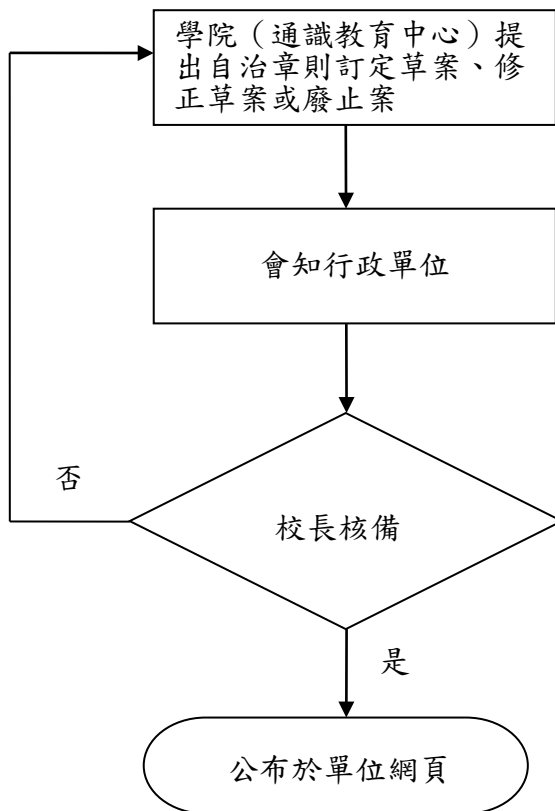 學院（通識教育中心）提
出自治章則訂定草案、修
正草案或廢止案
會知行政單位
否
校長核備
是
公布於單位網頁